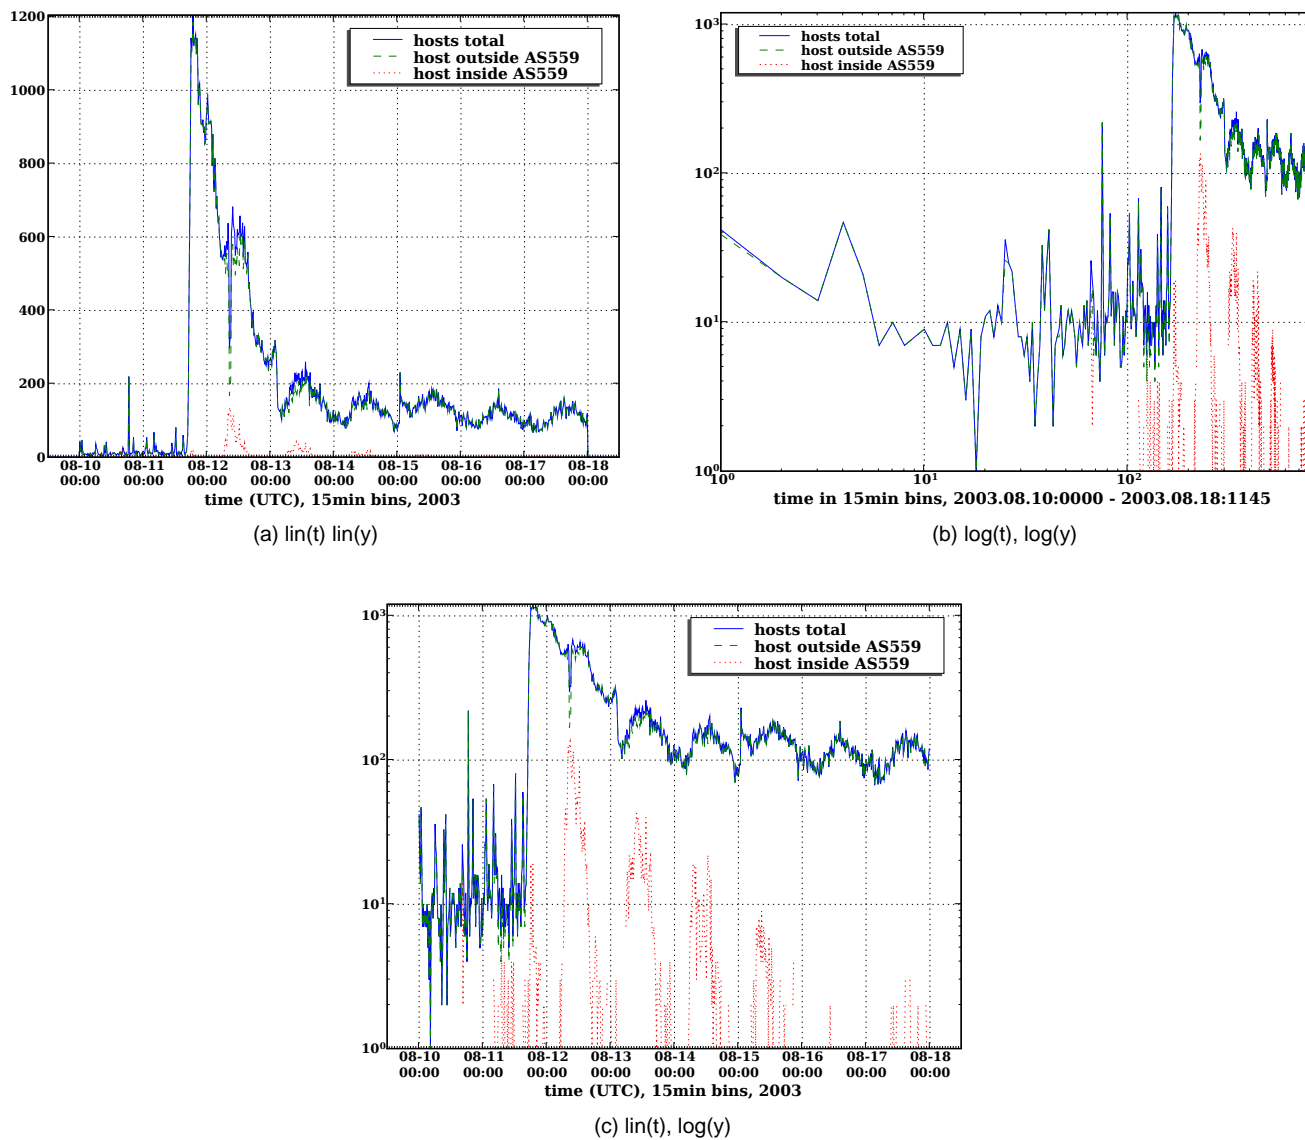 1200
1000
800
600
400
200
0
hosts total
host outside AS559
host inside AS559
08-10 08-11 08-12 08-13 08-14 08-15 08-16 08-17 08-18
00:00 00:00 00:00 00:00 00:00 00:00 00:00 00:00 00:00
time (UTC), 15min bins, 2003
(a) lin(t) lin(y)
10³
10²
10¹
10⁰
hosts total
host outside AS559
host inside AS559
10⁰ 10¹ 10²
time in 15min bins, 2003.08.10:0000 - 2003.08.18:1145
(b) log(t), log(y)
10³
10²
10¹
10⁰
hosts total
host outside AS559
host inside AS559
08-10 08-11 08-12 08-13 08-14 08-15 08-16 08-17 08-18
00:00 00:00 00:00 00:00 00:00 00:00 00:00 00:00 00:00
time (UTC), 15min bins, 2003
(c) lin(t), log(y)